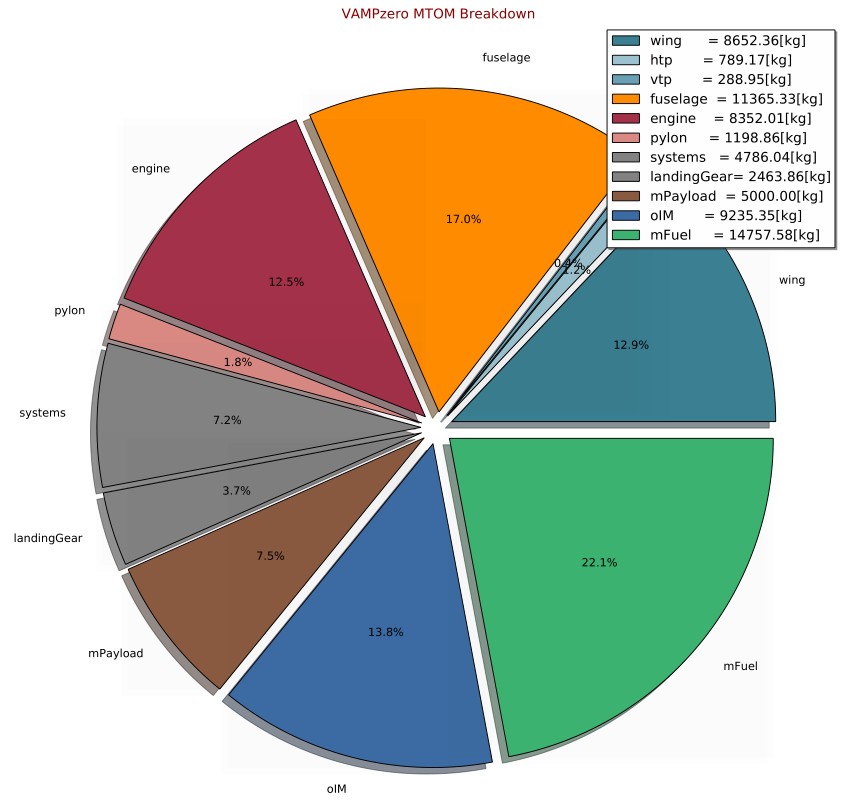 VAMPzero MTOM Breakdown
fuselage
wing = 8652.36[kg]
htp = 789.17[kg]
vtp = 288.95[kg]
fuselage = 11365.33[kg]
engine = 8352.01[kg]
pylon = 1198.86[kg]
systems = 4786.04[kg]
landingGear= 2463.86[kg]
mPayload = 5000.00[kg]
oIM = 9235.35[kg]
mFuel = 14757.58[kg]
engine
17.0%
0.4%
1.2%
wing
12.5%
pylon
12.9%
1.8%
systems
7.2%
3.7%
landingGear
7.5%
22.1%
13.8%
mPayload
mFuel
oIM